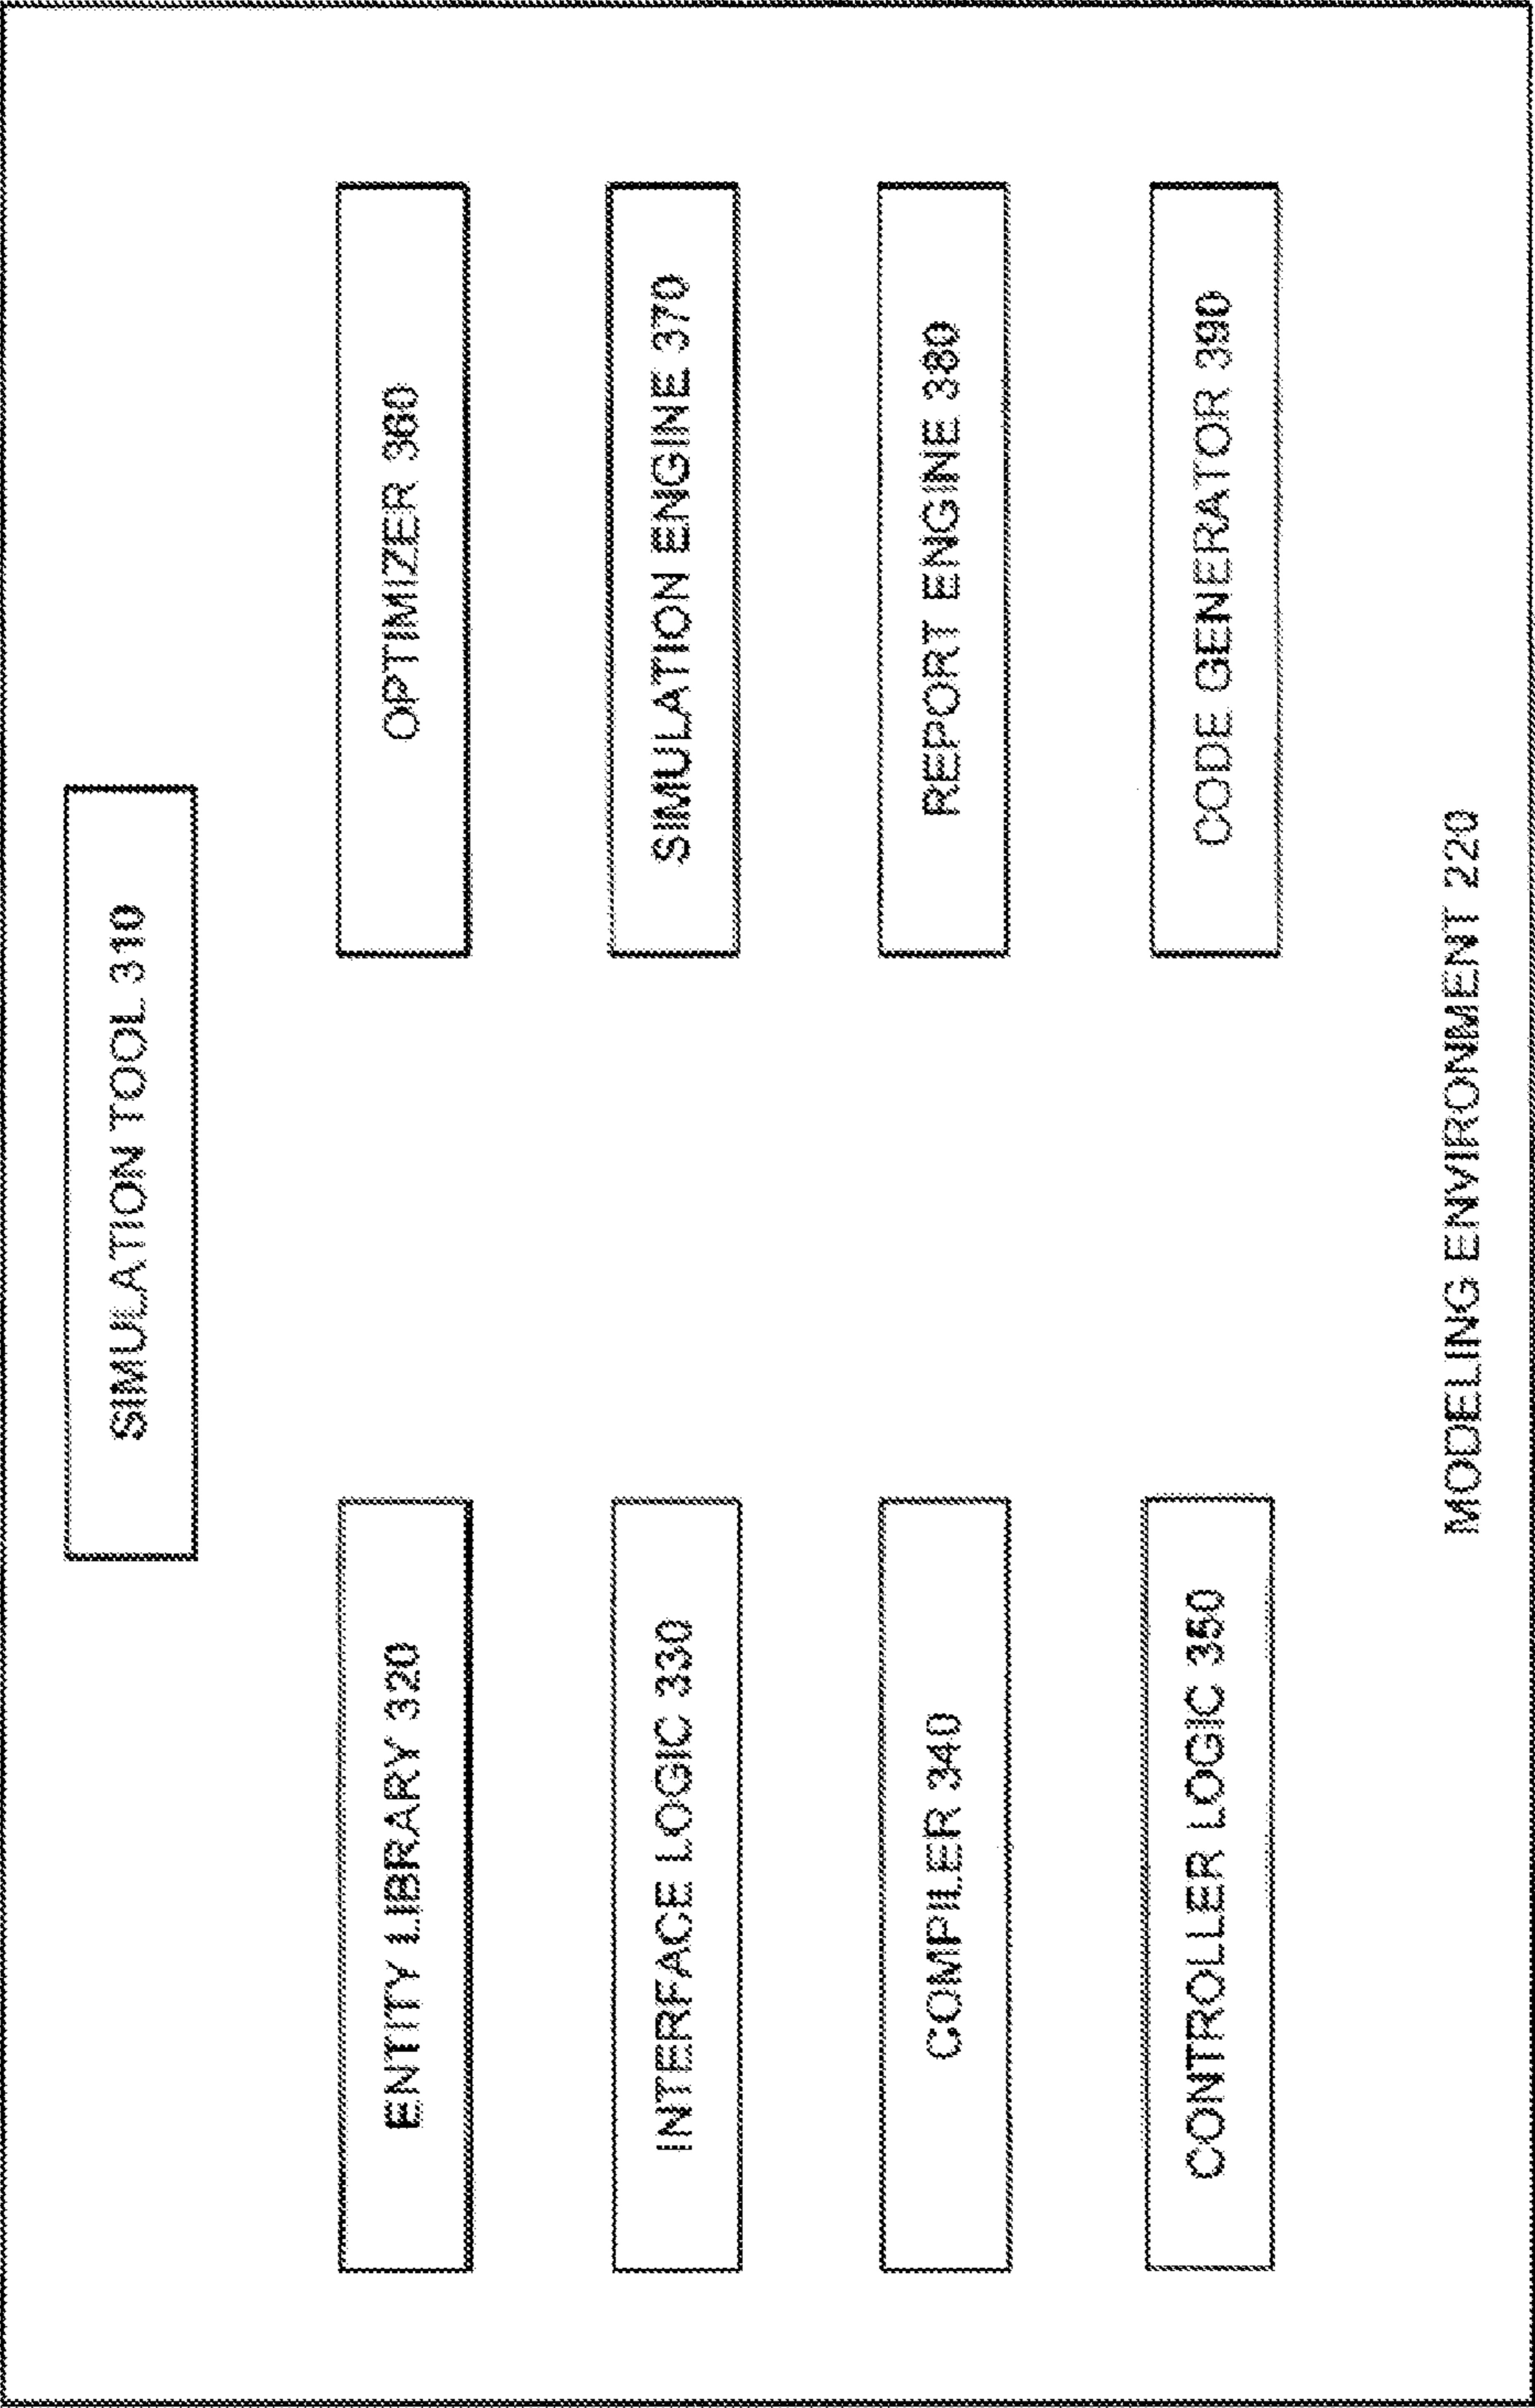 SIMULATION TOOL 310
ENTITY LIBRARY 320
OPTIMIZER 360
INTERFACE LOGIC 330
SIMULATION ENGINE 370
COMPILER 340
REPORT ENGINE 380
CONTROLLER LOGIC 350
CODE GENERATOR 390
MODELING ENVIRONMENT 220